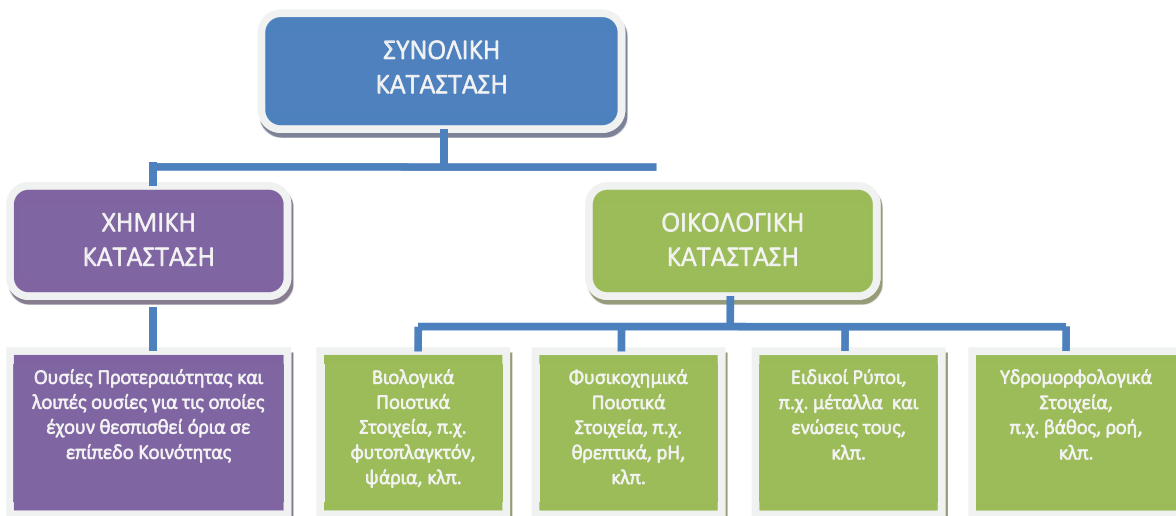 ΣΥΝΟΛΙΚΗ
ΚΑΤΑΣΤΑΣΗ
ΧΗΜΙΚΗ
ΚΑΤΑΣΤΑΣΗ
ΟΙΚΟΛΟΓΙΚΗ
ΚΑΤΑΣΤΑΣΗ
Ουσίες Προτεραιότητας και
λοιπές ουσίες για τις οποίες
έχουν θεσπισθεί όρια σε
επίπεδο Κοινότητας
Βιολογικά
Ποιοτικά
Στοιχεία, π.χ.
φυτοπλαγκτόν,
ψάρια, κλπ.
Φυσικοχημικά
Ποιοτικά
Στοιχεία, π.χ.
θρεπτικά, pH,
κλπ.
Ειδικοί Ρύποι,
π.χ. μέταλλα και
ενώσεις τους,
κλπ.
Υδρομορφολογικά
Στοιχεία,
π.χ. βάθος, ροή,
κλπ.